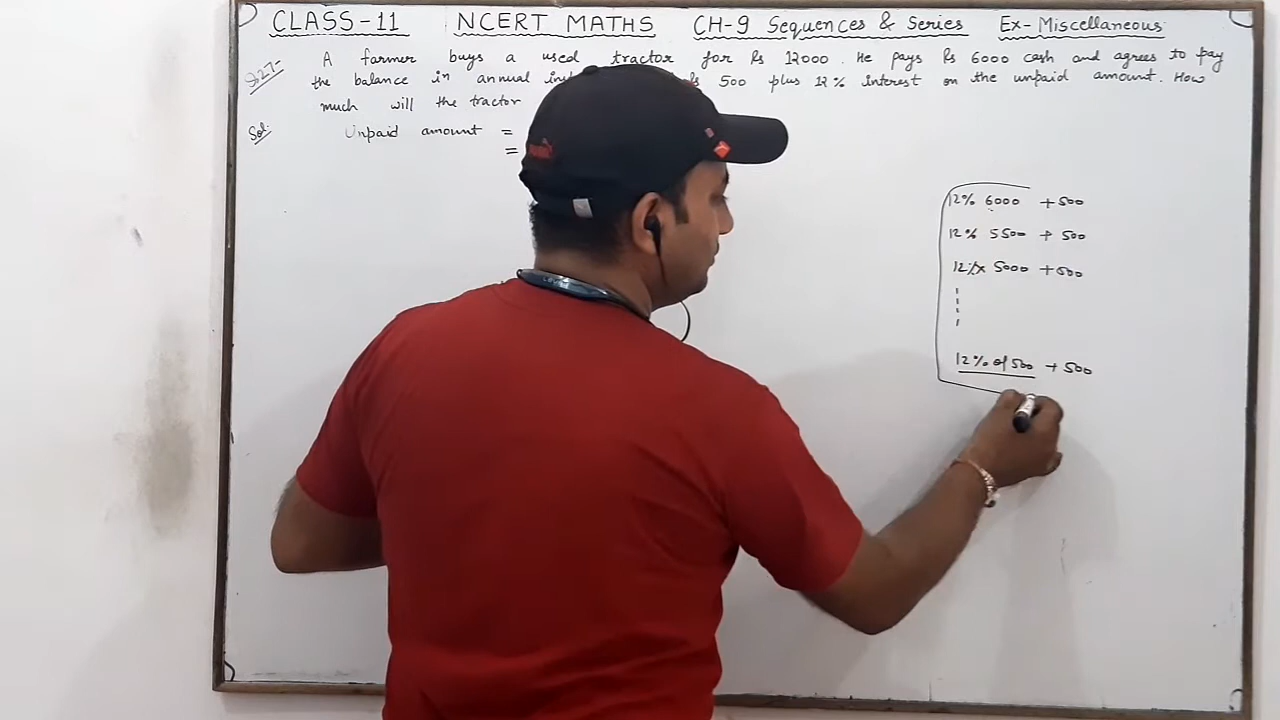 CLASS-11 NCERT MATHS CH-9 Sequences & Series Ex-Miscellaneous
Q.27- A farmer buys a used tractor for Rs 12000. He pays Rs 6000 cash and agrees to pay
the balance in annual 500 plus 12% interest on the unpaid amount. How
much will the tractor
Sol: Unpaid amount =
=
12% 6000 +500
12% 5500 + 500
12%x 5000 +500
12% of 500 + 500